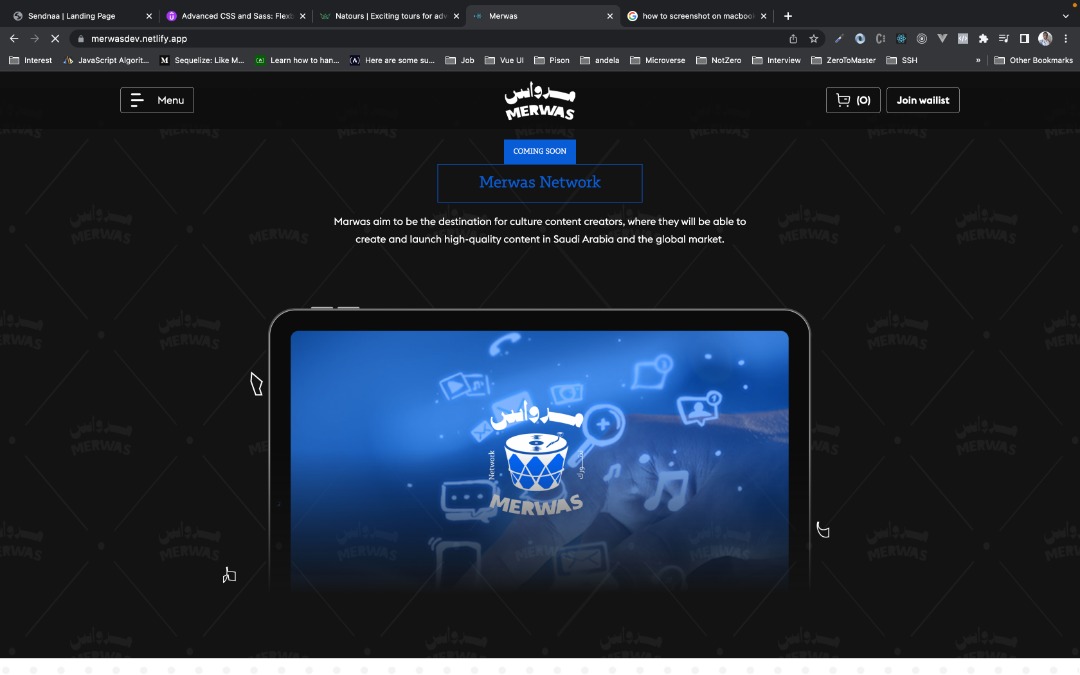 Sendnaa | Landing Page
Advanced CSS and Sass: Flexb
Natours | Exciting tours for adv
Merwas
how to screenshot on macboo
merwasdev.netlify.app
Interest
JavaScript Algorit...
Sequelize: Like M...
Learn how to han...
Here are some su...
Job
Vue UI
Pison
andela
Microverse
NotZero
Interview
ZeroToMaster
SSH
»
Other Bookmarks
Menu
مرواس
MERWAS
(0)
Join wailist
COMING SOON
Merwas Network
Marwas aim to be the destination for culture content creators, where they will be able to
create and launch high-quality content in Saudi Arabia and the global market.
مرواس
Network
MERWAS